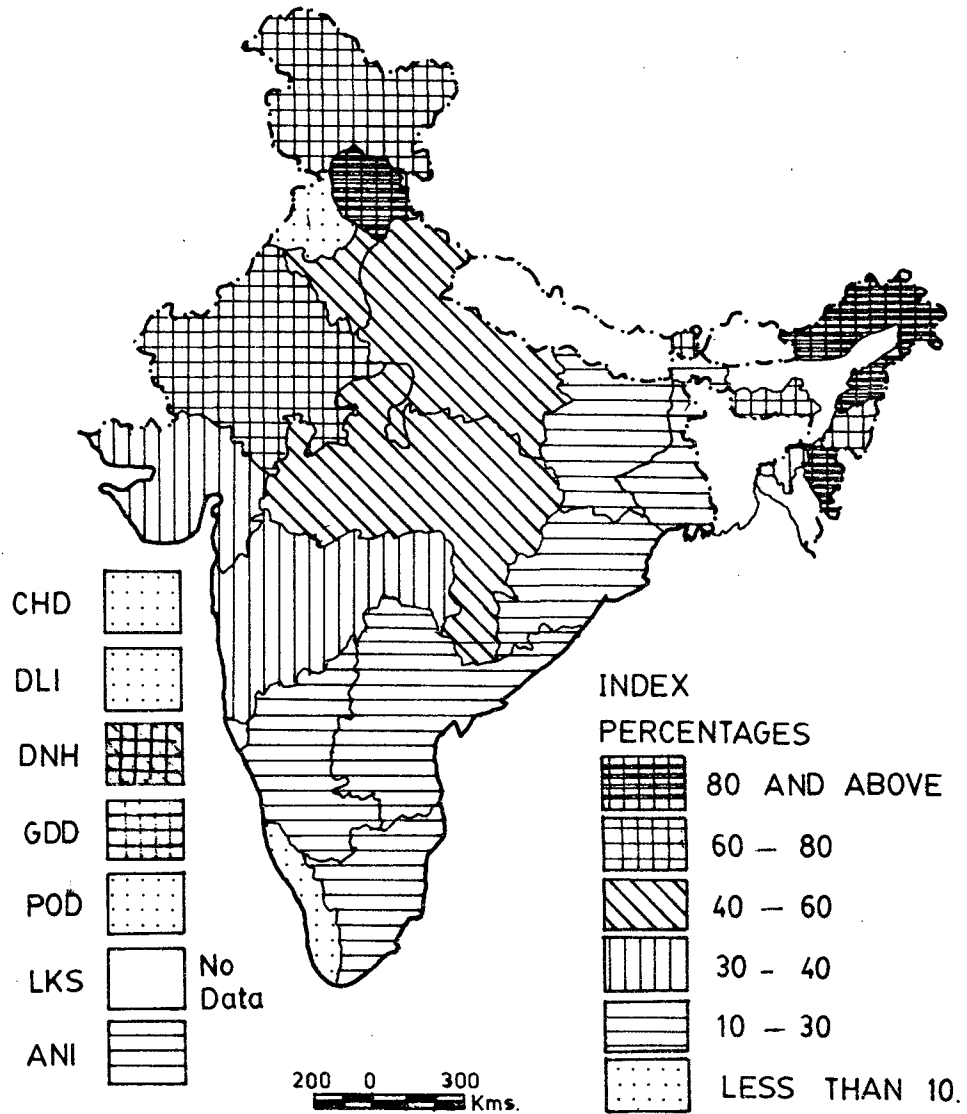 CHD
DLI
DNH
GDD
POD
LKS
No
Data
ANI
INDEX
PERCENTAGES
80 AND ABOVE
60 – 80
40 – 60
30 – 40
10 – 30
LESS THAN 10.
200 0 300
Kms.